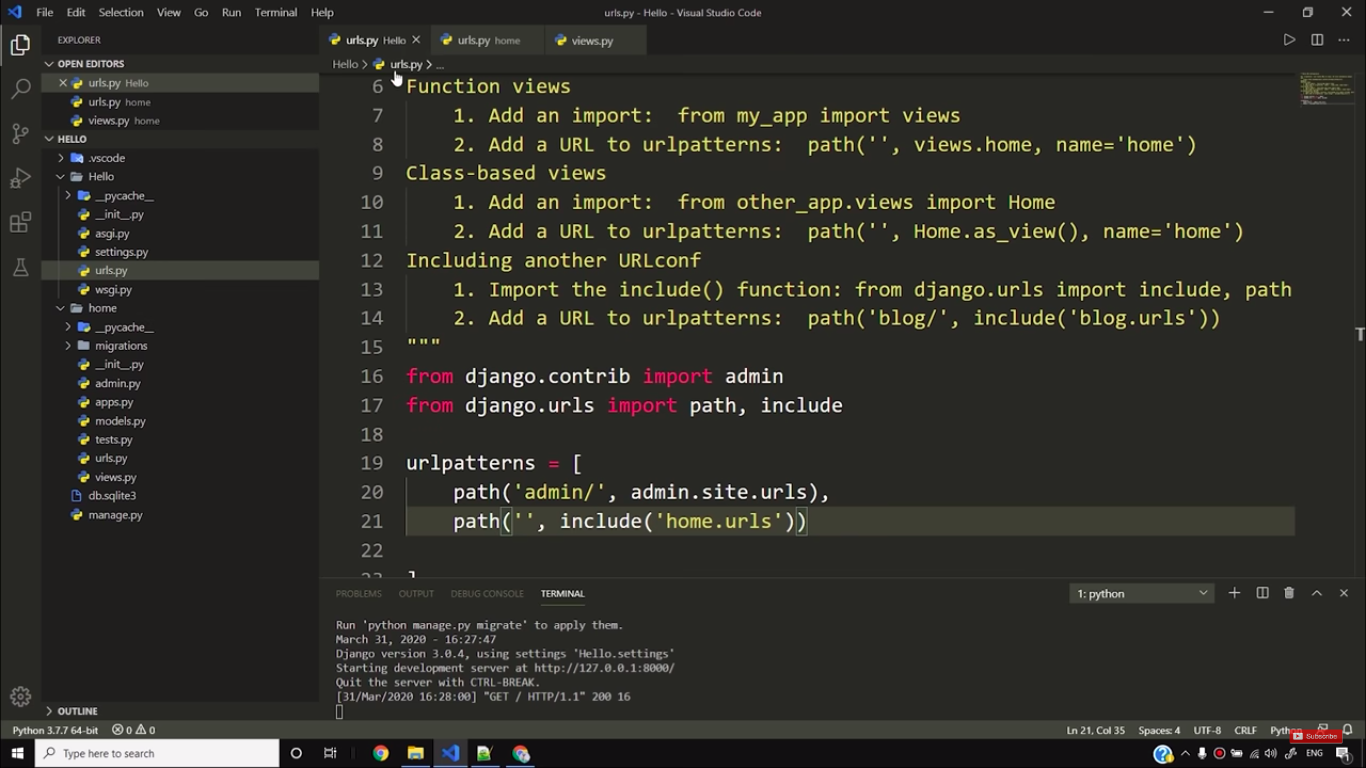 File Edit Selection View Go Run Terminal Help urls.py - Hello - Visual Studio Code
EXPLORER
OPEN EDITORS
urls.py Hello
urls.py home
views.py home
HELLO
.vscode
Hello
__pycache__
__init__.py
asgi.py
settings.py
urls.py
wsgi.py
home
__pycache__
migrations
__init__.py
admin.py
apps.py
models.py
tests.py
urls.py
views.py
db.sqlite3
manage.py
OUTLINE
urls.py Hello urls.py home views.py
Hello > urls.py > ...
6 Function views
7 1. Add an import:  from my_app import views
8 2. Add a URL to urlpatterns:  path('', views.home, name='home')
9 Class-based views
10 1. Add an import:  from other_app.views import Home
11 2. Add a URL to urlpatterns:  path('', Home.as_view(), name='home')
12 Including another URLconf
13 1. Import the include() function: from django.urls import include, path
14 2. Add a URL to urlpatterns:  path('blog/', include('blog.urls'))
15 """
16 from django.contrib import admin
17 from django.urls import path, include
18
19 urlpatterns = [
20 path('admin/', admin.site.urls),
21 path('', include('home.urls'))
22
23 ]
PROBLEMS OUTPUT DEBUG CONSOLE TERMINAL 1: python
Run 'python manage.py migrate' to apply them.
March 31, 2020 - 16:27:47
Django version 3.0.4, using settings 'Hello.settings'
Starting development server at http://127.0.0.1:8000/
Quit the server with CTRL-BREAK.
[31/Mar/2020 16:28:00] "GET / HTTP/1.1" 200 16
Python 3.7.7 64-bit 0 0 Ln 21, Col 35 Spaces: 4 UTF-8 CRLF Python
Subscribe
Type here to search ENG